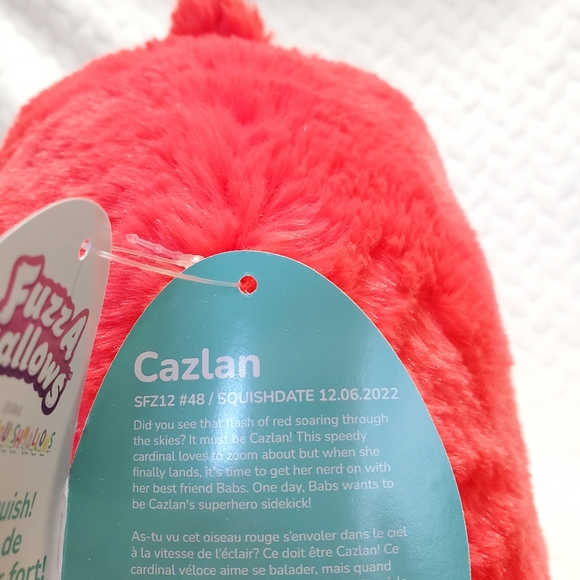 FUZZA
allows
SQUISHMALLOWS
uish!
de
fort!
Cazlan
SFZ12 #48 / SQUISHDATE 12.06.2022
Did you see that flash of red soaring through
the skies? It must be Cazlan! This speedy
cardinal loves to zoom about but when she
finally lands, it's time to get her nerd on with
her best friend Babs. One day, Babs wants to
be Cazlan's superhero sidekick!
As-tu vu cet oiseau rouge s'envoler dans le ciel
à la vitesse de l'éclair? Ce doit être Cazlan! Ce
cardinal véloce aime se balader, mais quand